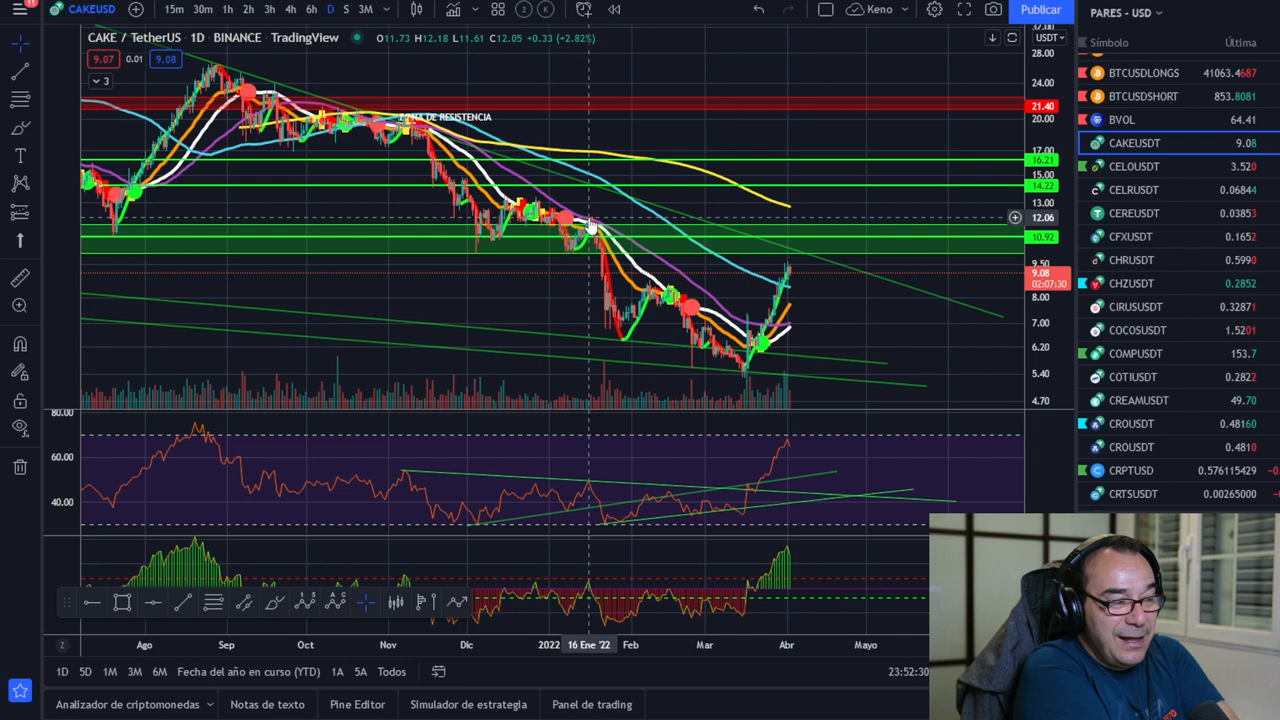 11
CAKEUSD
15m 30m 1h 2h 3h 4h 6h D S 3M
2
K
Keno
Publicar
PARES - USD
CAKE / TetherUS · 1D · BINANCE · TradingView
O11.73 H12.18 L11.61 C12.05 +0.33 (+2.82%)
USDT
Símbolo
Última
9.07 0.01 9.08
3
ZONA DE RESISTENCIA
32.00
28.00
24.00
21.40
20.00
17.00
16.21
15.00
14.22
13.00
12.06
10.92
9.50
9.08
02:07:30
8.00
7.00
6.20
5.40
4.70
80.00
60.00
40.00
BTCUSDLONGS 41063.4687
BTCUSDSHORT 853.8081
BVOL 64.41
CAKEUSDT 9.08
CELOUSDT 3.520
CELRUSDT 0.06844
CEREUSDT 0.03853
CFXUSDT 0.1652
CHRUSDT 0.5990
CHZUSDT 0.2852
CIRUSUSDT 0.32871
COCOSUSDT 1.5201
COMPUSDT 153.7
COTIUSDT 0.2822
CREAMUSDT 49.70
CROUSDT 0.48160
CROUSDT 0.4810
CRPTUSD 0.576115429
CRTSUSDT 0.00265000
Z
Ago Sep Oct Nov Dic 2022 16 Ene '22 Feb Mar Abr Mayo
1D 5D 1M 3M 6M Fecha del año en curso (YTD) 1A 5A Todos
23:52:30
Analizador de criptomonedas Notas de texto Pine Editor Simulador de estrategia Panel de trading